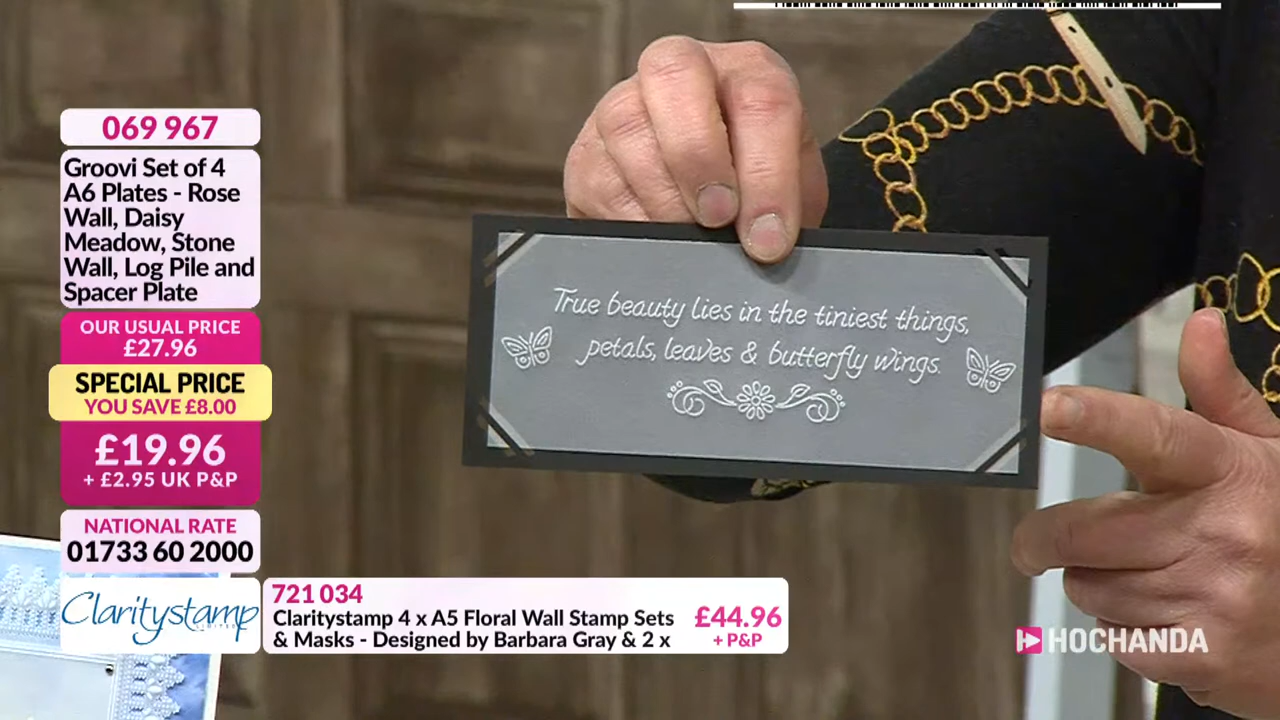 069 967
Groovi Set of 4
A6 Plates - Rose
Wall, Daisy
Meadow, Stone
Wall, Log Pile and
Spacer Plate
OUR USUAL PRICE
£27.96
SPECIAL PRICE
YOU SAVE £8.00
£19.96
+ £2.95 UK P&P
NATIONAL RATE
01733 60 2000
True beauty lies in the tiniest things,
petals, leaves & butterfly wings.
Claritystamp
LIMITED
721 034
Claritystamp 4 x A5 Floral Wall Stamp Sets
& Masks - Designed by Barbara Gray & 2 x
£44.96
+ P&P
HOCHANDA